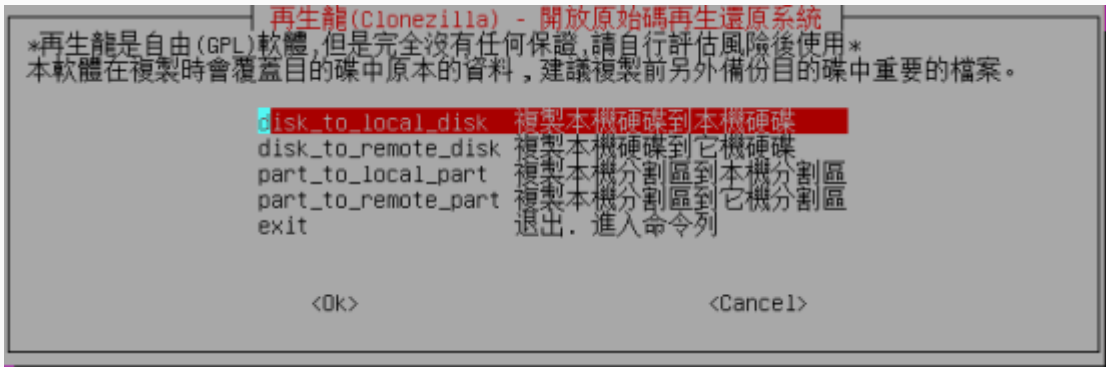 再生龍(Clonezilla) - 開放原始碼再生還原系統
*再生龍是自由(GPL)軟體,但是完全沒有任何保證,請自行評估風險後使用*
本軟體在複製時會覆蓋目的碟中原本的資料,建議複製前另外備份目的碟中重要的檔案。
disk_to_local_disk 複製本機硬碟到本機硬碟
disk_to_remote_disk 複製本機硬碟到它機硬碟
part_to_local_part 複製本機分割區到本機分割區
part_to_remote_part 複製本機分割區到它機分割區
exit 退出. 進入命令列
<Ok> <Cancel>